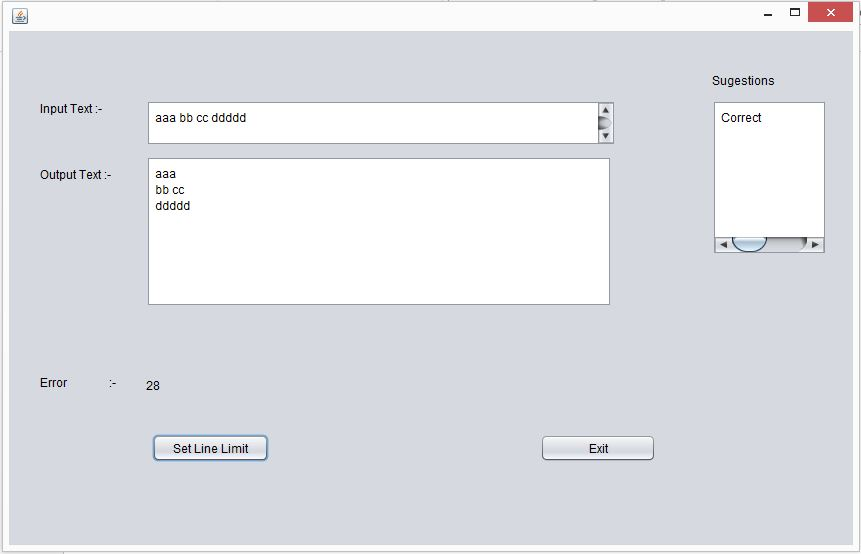 Sugestions
Input Text :-
aaa bb cc ddddd
Correct
Output Text :-
aaa
bb cc
ddddd
Error :-
28
Set Line Limit
Exit